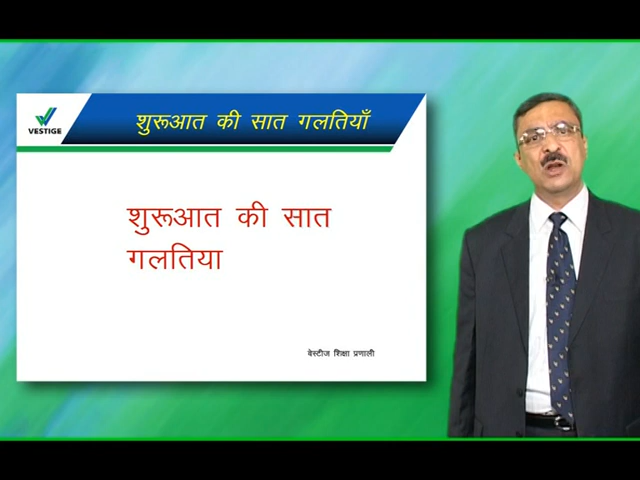 VESTIGE
शुरूआत की सात गलतियाँ
शुरूआत की सात
गलतिया
बेस्टीज शिक्षा प्रणाली